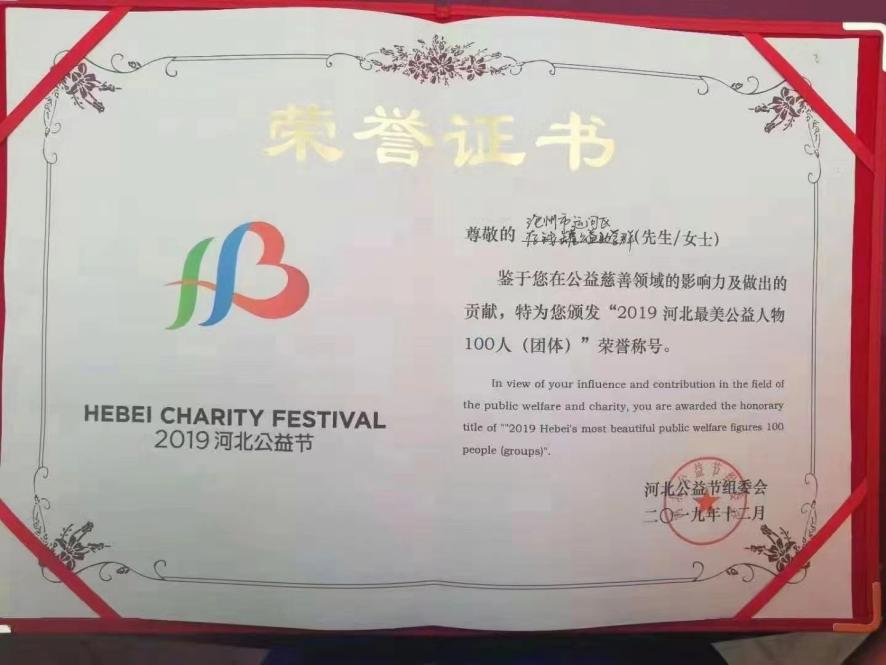 荣誉证书
HEBEI CHARITY FESTIVAL
2019 河北公益节
沧州市运河区
尊敬的 公益助学群(先生/女士)
鉴于您在公益慈善领域的影响力及做出的
贡献，特为您颁发“2019 河北最美公益人物
100人（团体）”荣誉称号。
In view of your influence and contribution in the field of
the public welfare and charity, you are awarded the honorary
title of ""2019 Hebei's most beautiful public welfare figures 100
people (groups)".
河北公益节组委会
二〇一九年十二月